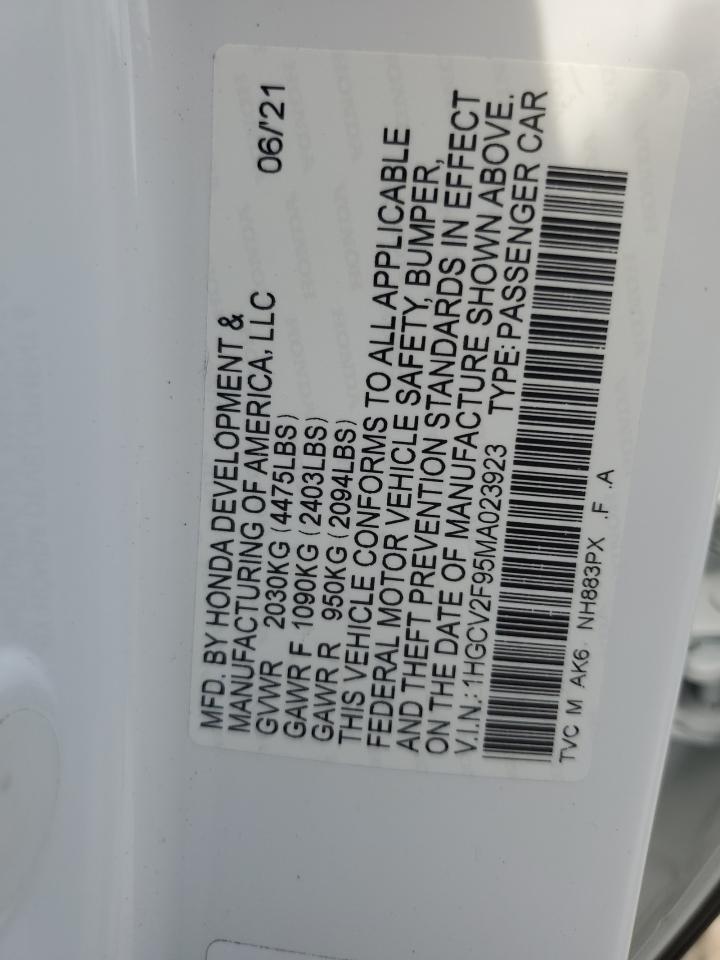 MFD. BY HONDA DEVELOPMENT &
MANUFACTURING OF AMERICA, LLC 06/'21
GVWR 2030KG (4475LBS)
GAWR F 1090KG (2403LBS)
GAWR R 950KG (2094LBS)
THIS VEHICLE CONFORMS TO ALL APPLICABLE
FEDERAL MOTOR VEHICLE SAFETY, BUMPER,
AND THEFT PREVENTION STANDARDS IN EFFECT
ON THE DATE OF MANUFACTURE SHOWN ABOVE.
V.I.N.: 1HGCV2F95MA023923 TYPE: PASSENGER CAR
TVC M AK6 NH883PX .F .A